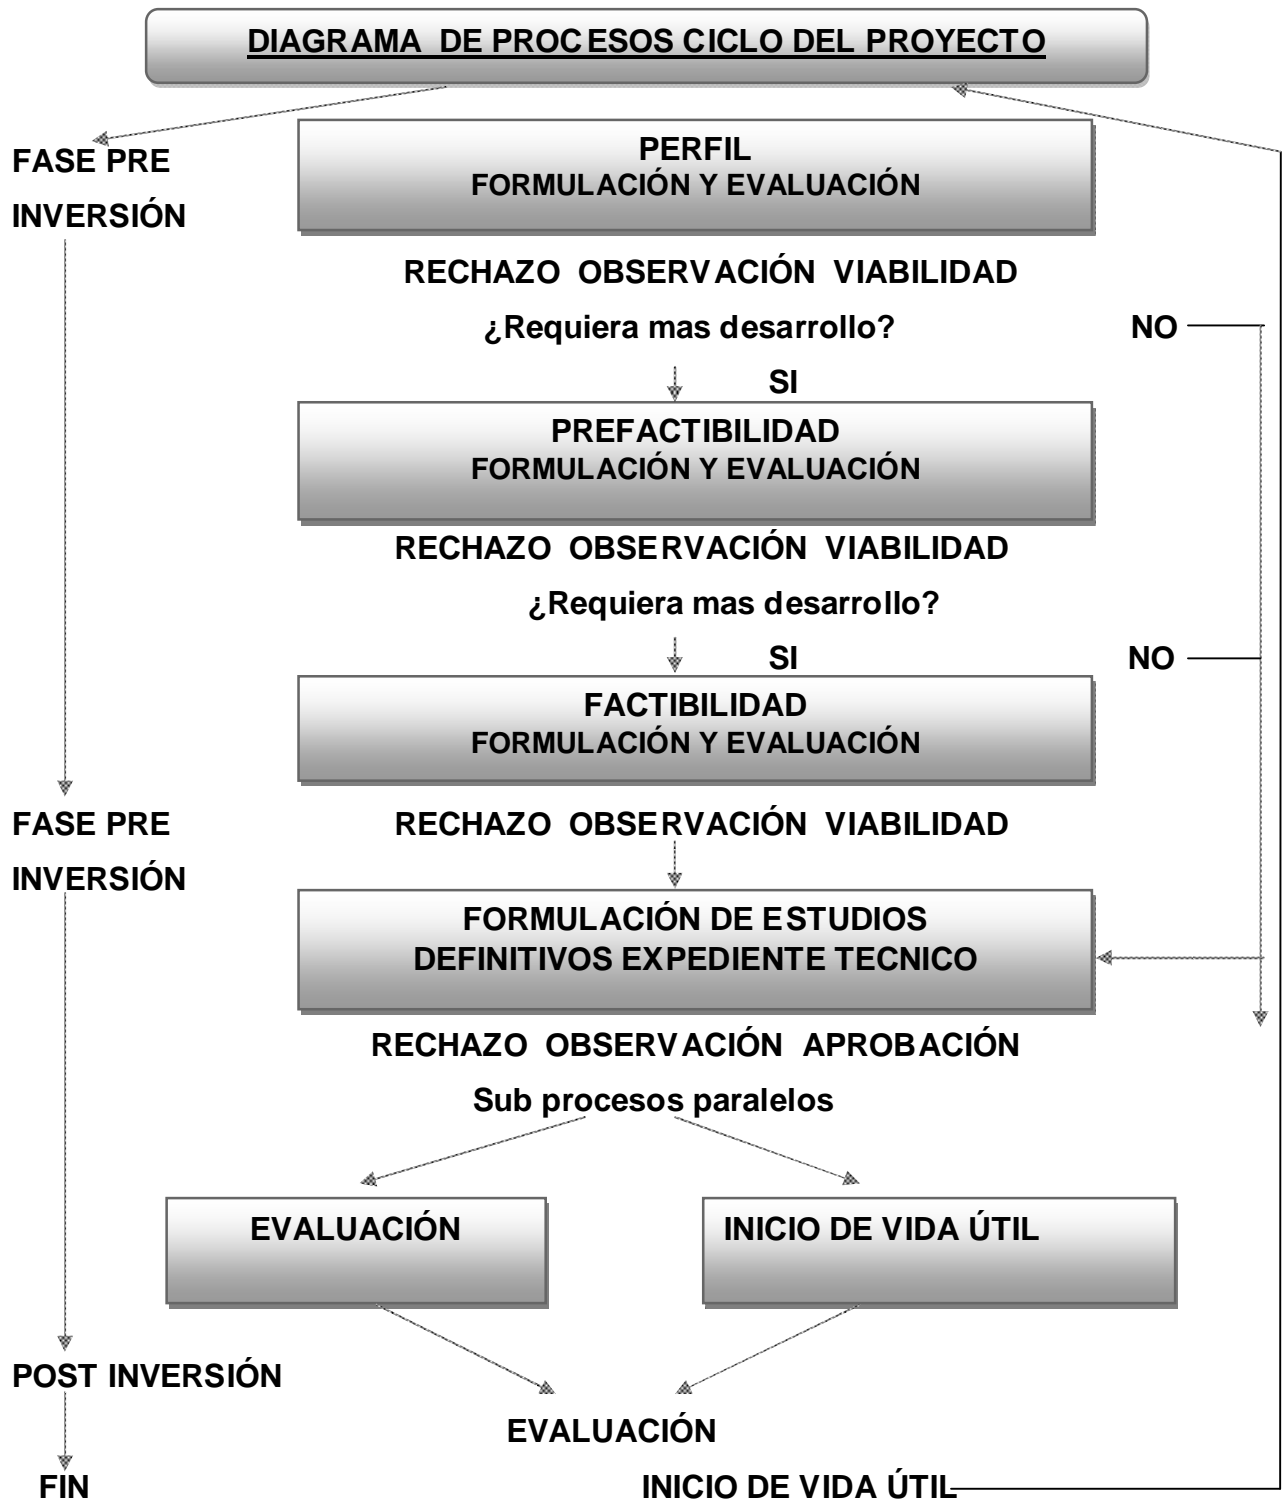 DIAGRAMA DE PROCESOS CICLO DEL PROYECTO
FASE PRE
INVERSIÓN
PERFIL
FORMULACIÓN Y EVALUACIÓN
RECHAZO OBSERVACIÓN VIABILIDAD
¿Requiera mas desarrollo? NO
SI
PREFACTIBILIDAD
FORMULACIÓN Y EVALUACIÓN
RECHAZO OBSERVACIÓN VIABILIDAD
¿Requiera mas desarrollo?
SI NO
FACTIBILIDAD
FORMULACIÓN Y EVALUACIÓN
FASE PRE
INVERSIÓN
RECHAZO OBSERVACIÓN VIABILIDAD
FORMULACIÓN DE ESTUDIOS
DEFINITIVOS EXPEDIENTE TECNICO
RECHAZO OBSERVACIÓN APROBACIÓN
Sub procesos paralelos
EVALUACIÓN
INICIO DE VIDA ÚTIL
POST INVERSIÓN
EVALUACIÓN
FIN
INICIO DE VIDA ÚTIL